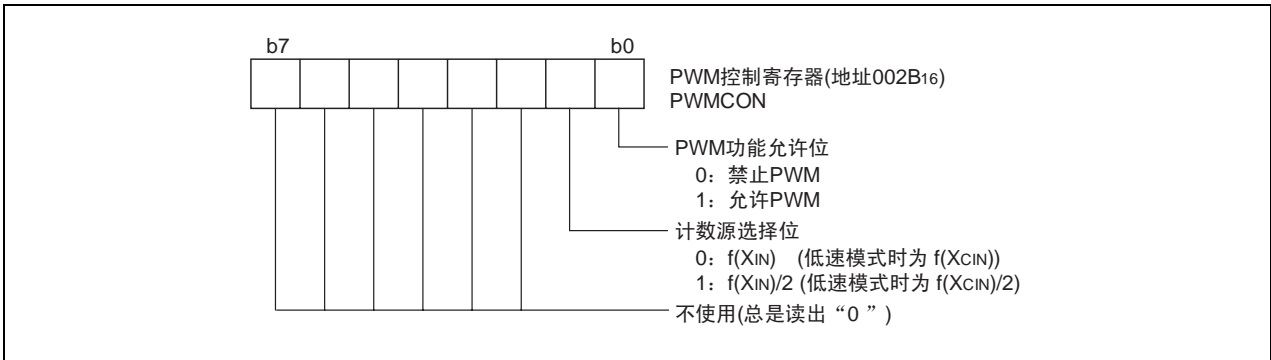 b7 b0
PWM控制寄存器(地址002B16)
PWMCON
PWM功能允许位
0：禁止PWM
1：允许PWM
计数源选择位
0：f(XIN) (低速模式时为 f(XCIN))
1：f(XIN)/2 (低速模式时为 f(XCIN)/2)
不使用(总是读出“0 ”)